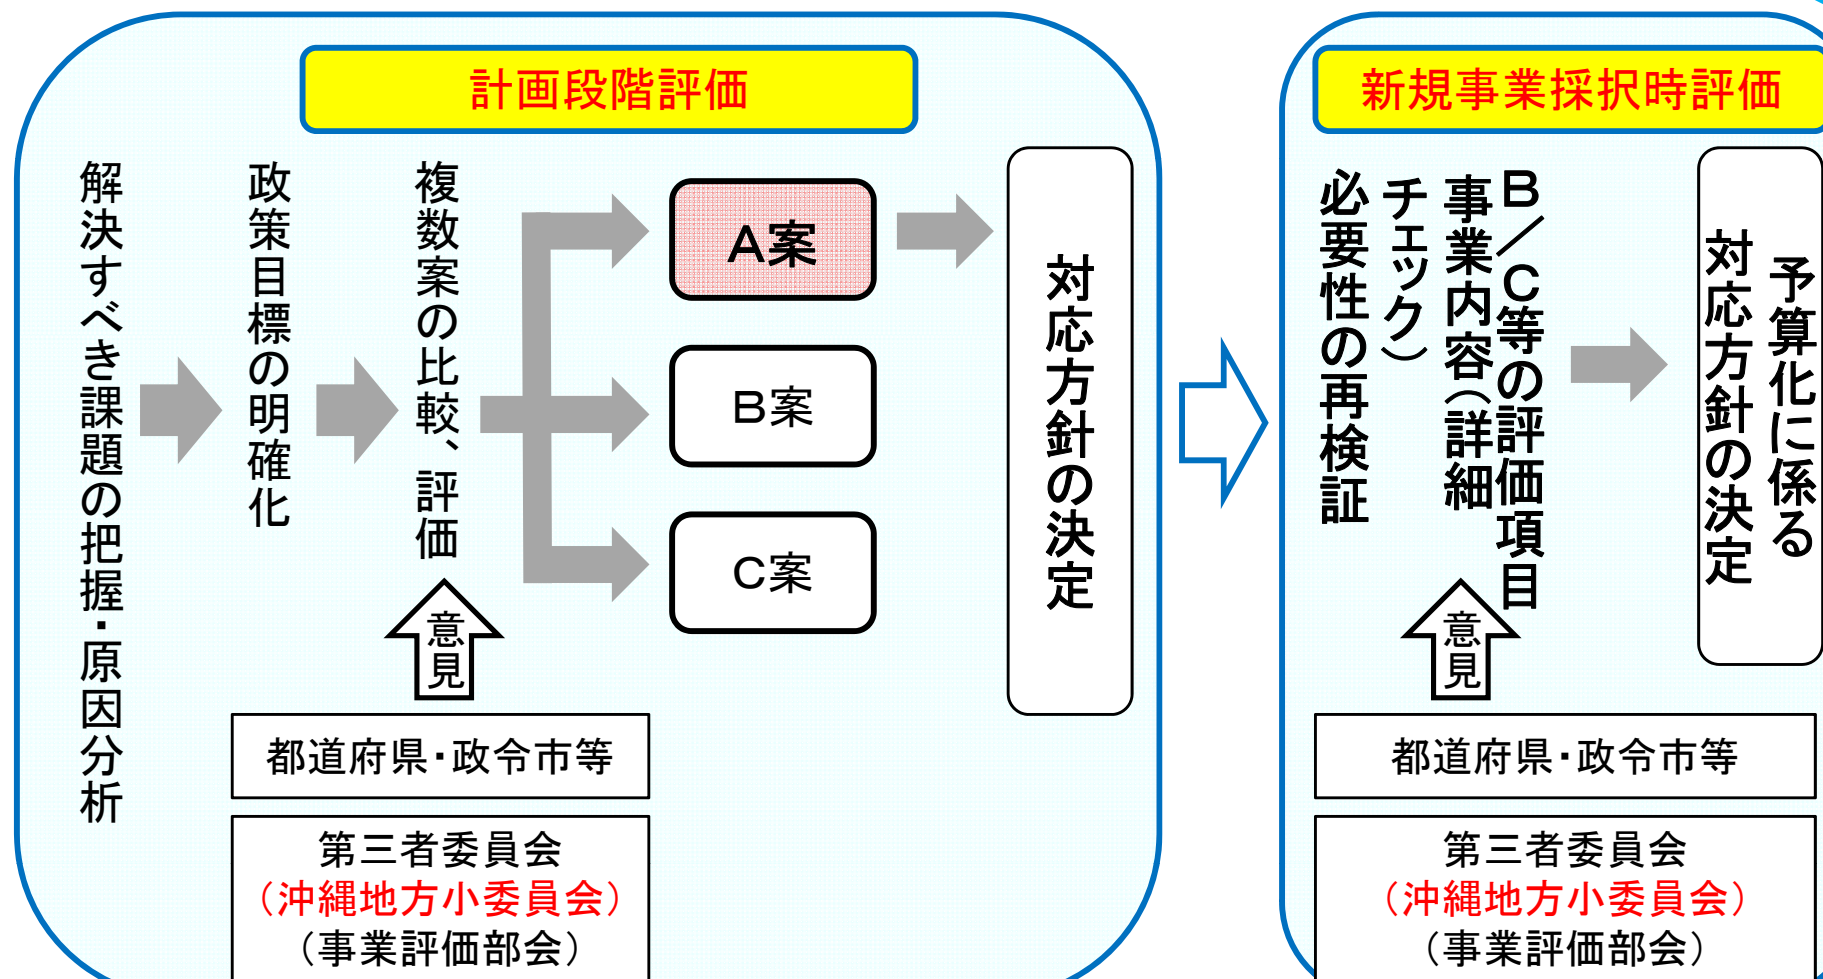 計画段階評価
解決すべき課題の把握・原因分析
政策目標の明確化
複数案の比較、評価
A案
B案
C案
対応方針の決定
意見
都道府県・政令市等
第三者委員会
（沖縄地方小委員会）
（事業評価部会）
新規事業採択時評価
B／C等の評価項目
事業内容（詳細
チェック）
必要性の再検証
予算化に係る
対応方針の決定
意見
都道府県・政令市等
第三者委員会
（沖縄地方小委員会）
（事業評価部会）